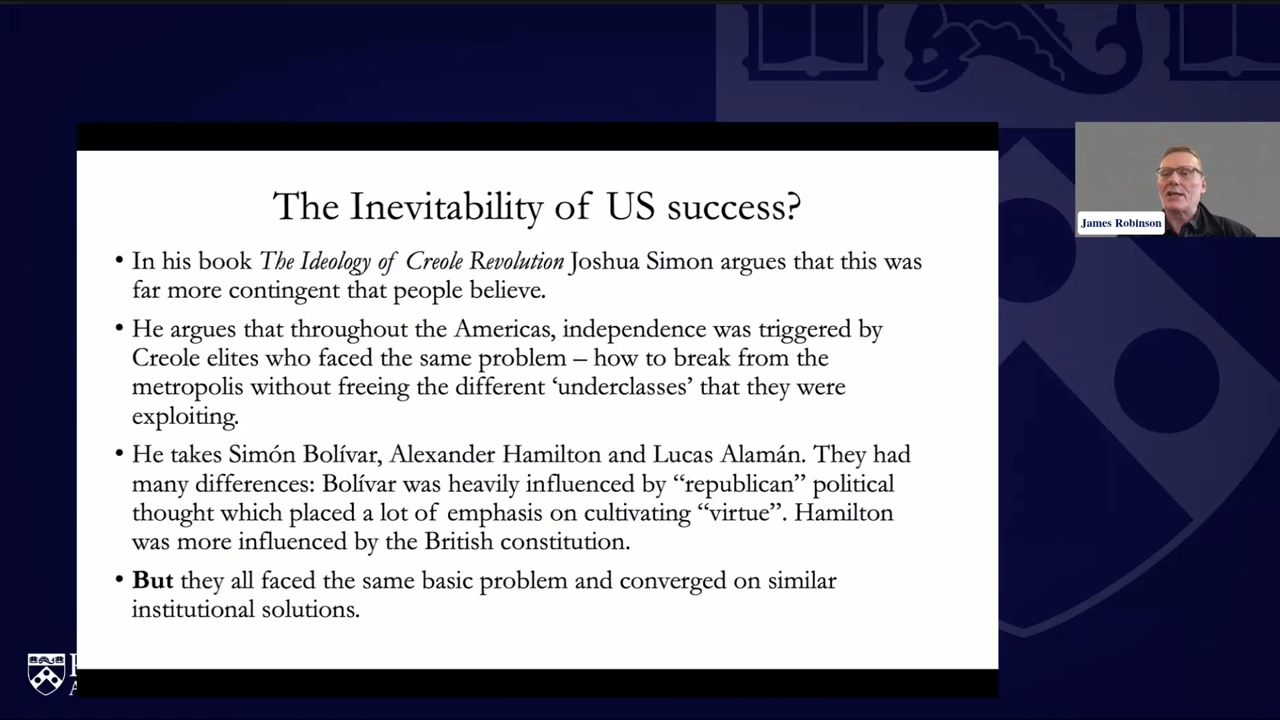 The Inevitability of US success?
• In his book The Ideology of Creole Revolution Joshua Simon argues that this was
far more contingent that people believe.
• He argues that throughout the Americas, independence was triggered by
Creole elites who faced the same problem – how to break from the
metropolis without freeing the different ‘underclasses’ that they were
exploiting.
• He takes Simón Bolívar, Alexander Hamilton and Lucas Alamán. They had
many differences: Bolívar was heavily influenced by “republican” political
thought which placed a lot of emphasis on cultivating “virtue”. Hamilton
was more influenced by the British constitution.
• But they all faced the same basic problem and converged on similar
institutional solutions.
James Robinson